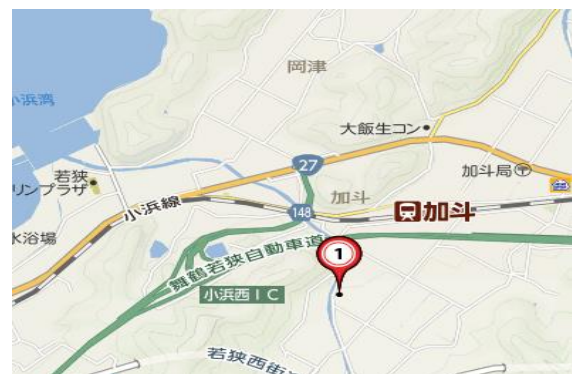 岡津
小浜湾
大飯生コン
27
加斗局
若狭
リンプラザ
加斗
小浜線
148
加斗
水浴場
舞鶴若狭自動車道
1
小浜西IC
若狭西街道